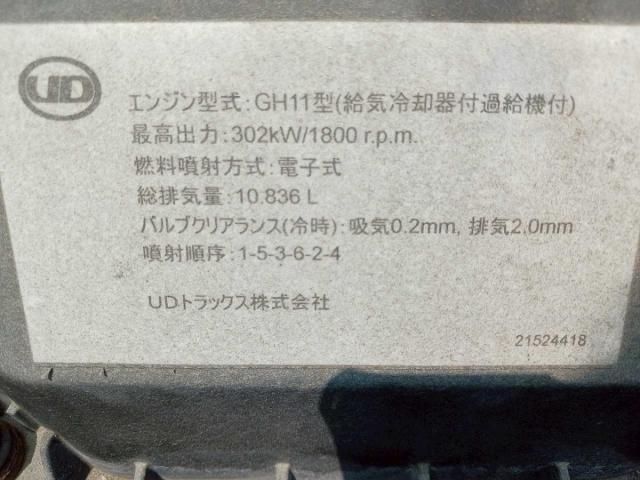 UD
エンジン型式:GH11型(給気冷却器付過給機付)
最高出力:302kW/1800 r.p.m.
燃料噴射方式:電子式
総排気量:10.836 L
バルブクリアランス(冷時):吸気0.2mm, 排気2.0mm
噴射順序:1-5-3-6-2-4
UDトラックス株式会社
21524418